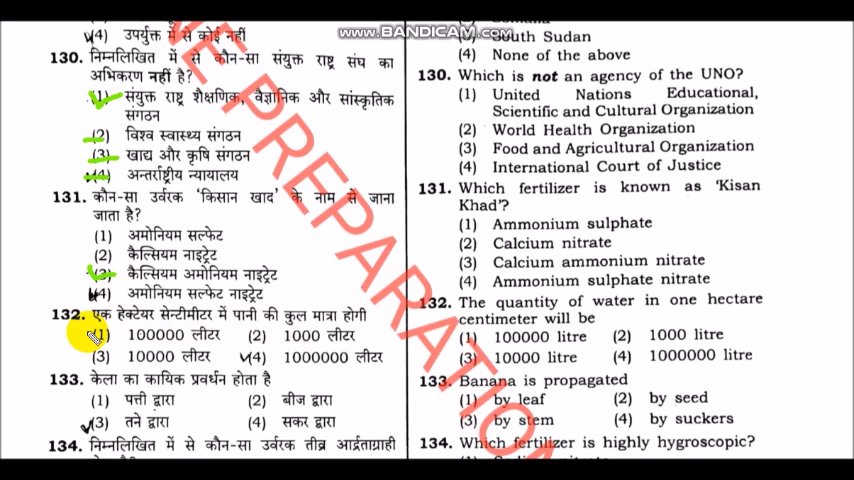 WWW.BANDICAM.COM
(4) उपर्युक्त में से कोई नहीं
130. निम्नलिखित में से कौन-सा संयुक्त राष्ट्र संघ का
अभिकरण नहीं है?
(1) संयुक्त राष्ट्र शैक्षणिक, वैज्ञानिक और सांस्कृतिक
संगठन
(2) विश्व स्वास्थ्य संगठन
(3) खाद्य और कृषि संगठन
(4) अन्तर्राष्ट्रीय न्यायालय
131. कौन-सा उर्वरक 'किसान खाद' के नाम से जाना
जाता है?
(1) अमोनियम सल्फेट
(2) कैल्सियम नाइट्रेट
(3) कैल्सियम अमोनियम नाइट्रेट
(4) अमोनियम सल्फेट नाइट्रेट
132. एक हेक्टेयर सेन्टीमीटर में पानी की कुल मात्रा होगी
(1) 100000 लीटर (2) 1000 लीटर
(3) 10000 लीटर (4) 1000000 लीटर
133. केला का कायिक प्रवर्धन होता है
(1) पत्ती द्वारा (2) बीज द्वारा
(3) तने द्वारा (4) सकर द्वारा
134. निम्नलिखित में से कौन-सा उर्वरक तीव्र आर्द्रताग्राही
(3) South Sudan
(4) None of the above
130. Which is not an agency of the UNO?
(1) United Nations Educational,
Scientific and Cultural Organization
(2) World Health Organization
(3) Food and Agricultural Organization
(4) International Court of Justice
131. Which fertilizer is known as 'Kisan
Khad'?
(1) Ammonium sulphate
(2) Calcium nitrate
(3) Calcium ammonium nitrate
(4) Ammonium sulphate nitrate
132. The quantity of water in one hectare
centimeter will be
(1) 100000 litre (2) 1000 litre
(3) 10000 litre (4) 1000000 litre
133. Banana is propagated
(1) by leaf (2) by seed
(3) by stem (4) by suckers
134. Which fertilizer is highly hygroscopic?
NE PREPARATION